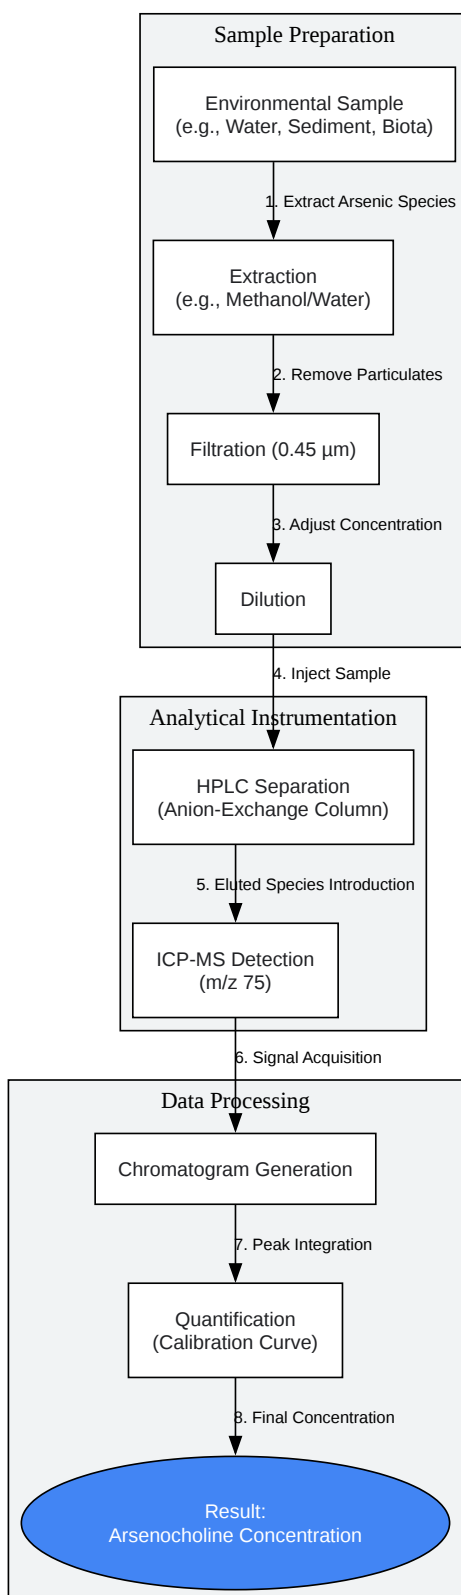 Sample Preparation
Environmental Sample
(e.g., Water, Sediment, Biota)
1. Extract Arsenic Species
Extraction
(e.g., Methanol/Water)
2. Remove Particulates
Filtration (0.45 µm)
3. Adjust Concentration
Dilution
4. Inject Sample
Analytical Instrumentation
HPLC Separation
(Anion-Exchange Column)
5. Eluted Species Introduction
ICP-MS Detection
(m/z 75)
6. Signal Acquisition
Data Processing
Chromatogram Generation
7. Peak Integration
Quantification
(Calibration Curve)
8. Final Concentration
Result:
Arsenocholine Concentration